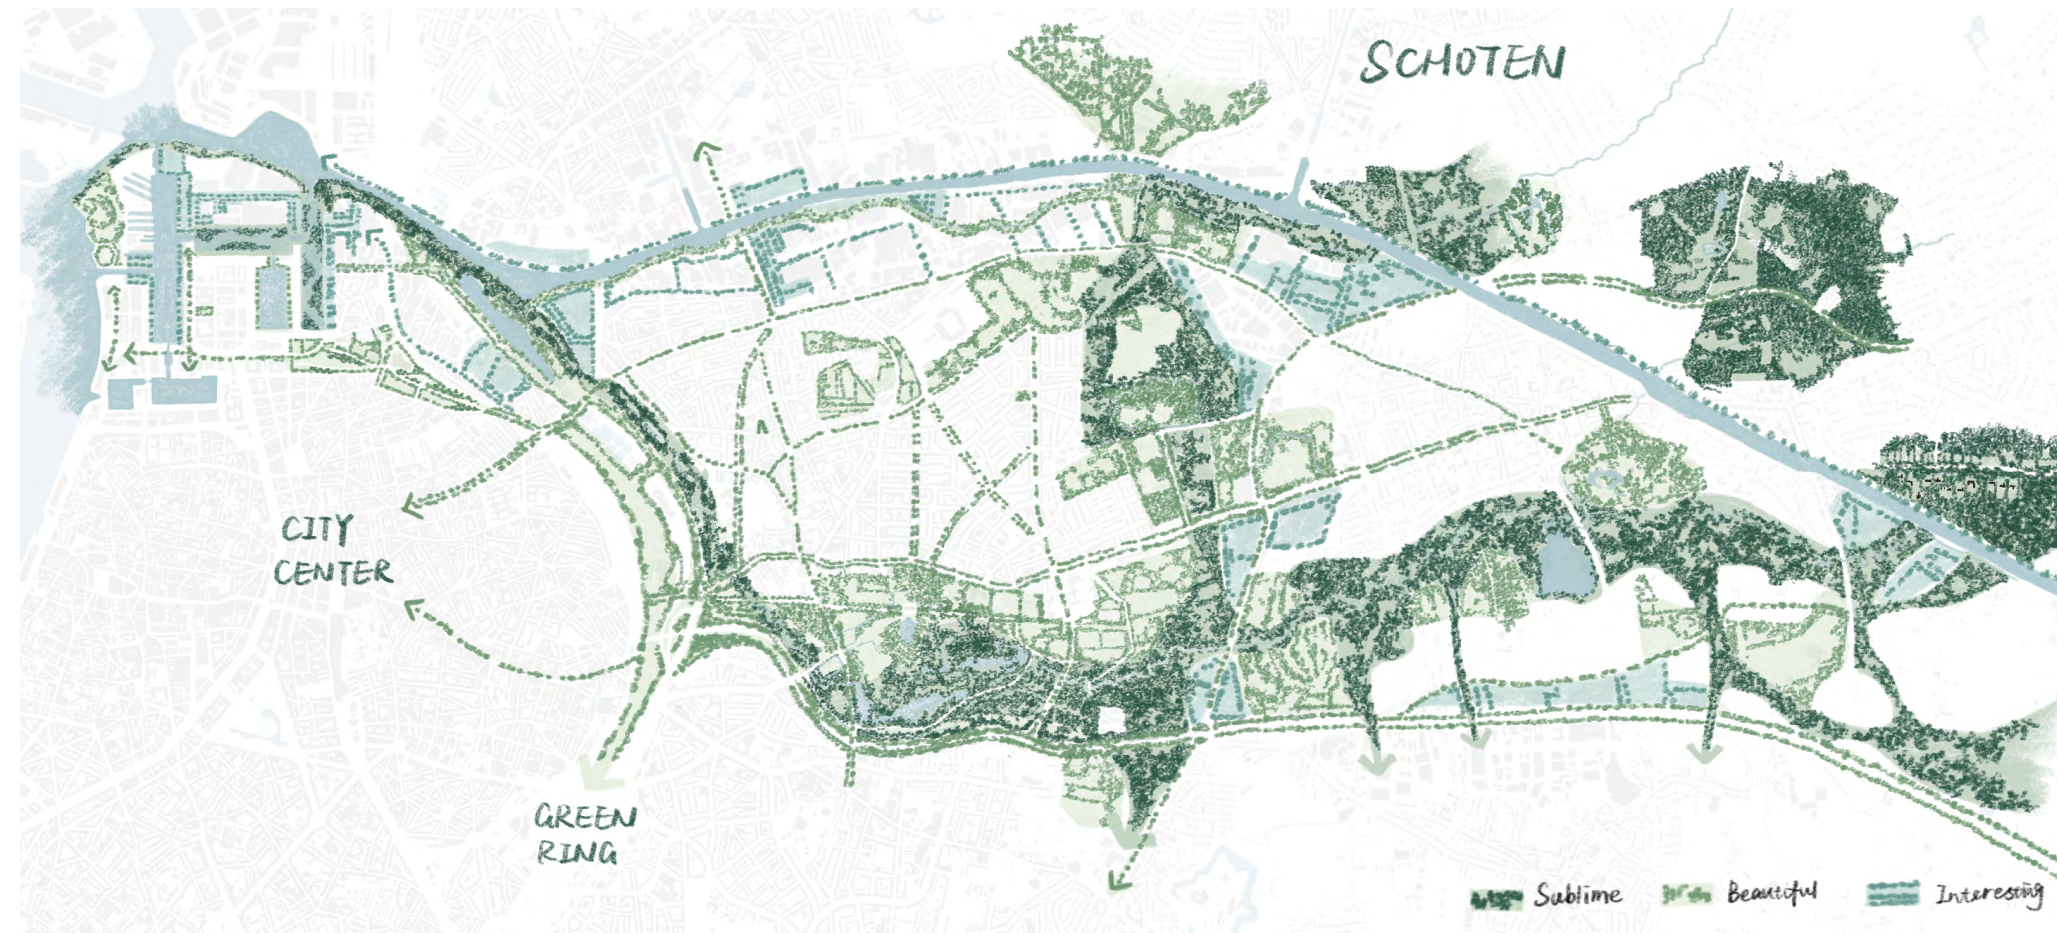 SCHOTEN
CITY
CENTER
GREEN
RING
Sublime
Beautiful
Interesting